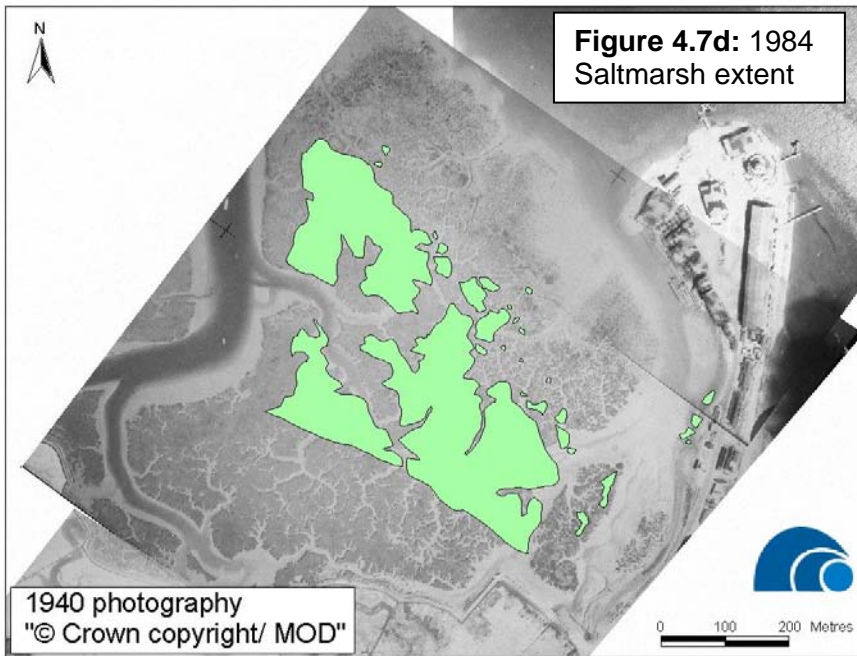 N
Figure 4.7d: 1984
Saltmarsh extent
1940 photography
"© Crown copyright/ MOD"
0 100 200 Metres